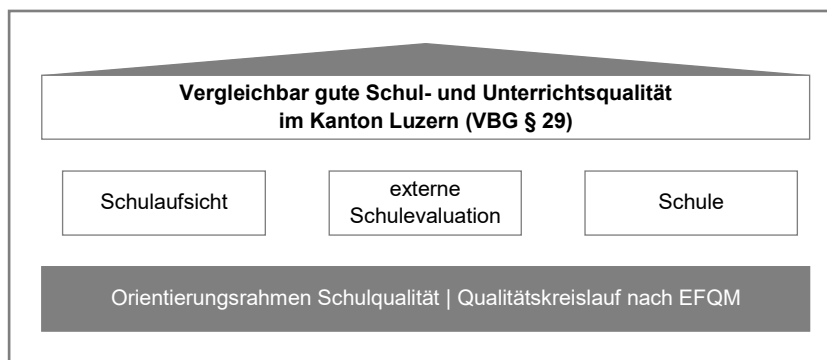 Vergleichbar gute Schul- und Unterrichtsqualität
im Kanton Luzern (VBG § 29)
Schulaufsicht
externe
Schulevaluation
Schule
Orientierungsrahmen Schulqualität | Qualitätskreislauf nach EFQM